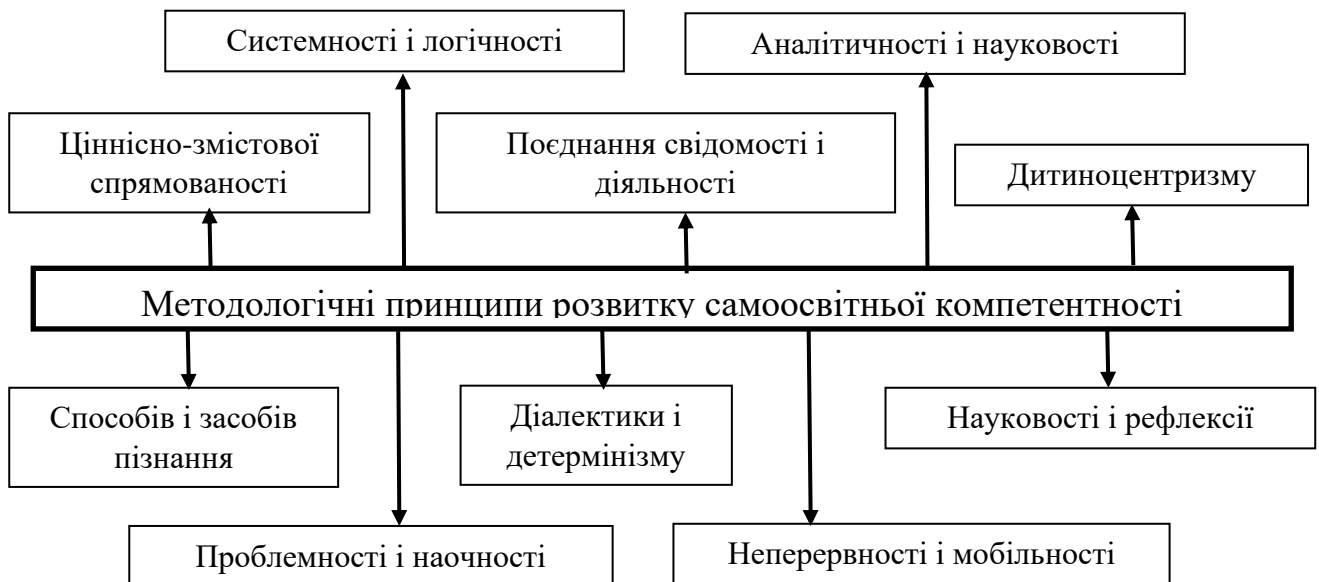 Системності і логічності
Аналітичності і науковості
Ціннісно-змістової
спрямованості
Поєднання свідомості і
діяльності
Дитиноцентризму
Методологічні принципи розвитку самоосвітньої компетентності
Способів і засобів
пізнання
Діалектики і
детермінізму
Науковості і рефлексії
Проблемності і наочності
Неперервності і мобільності